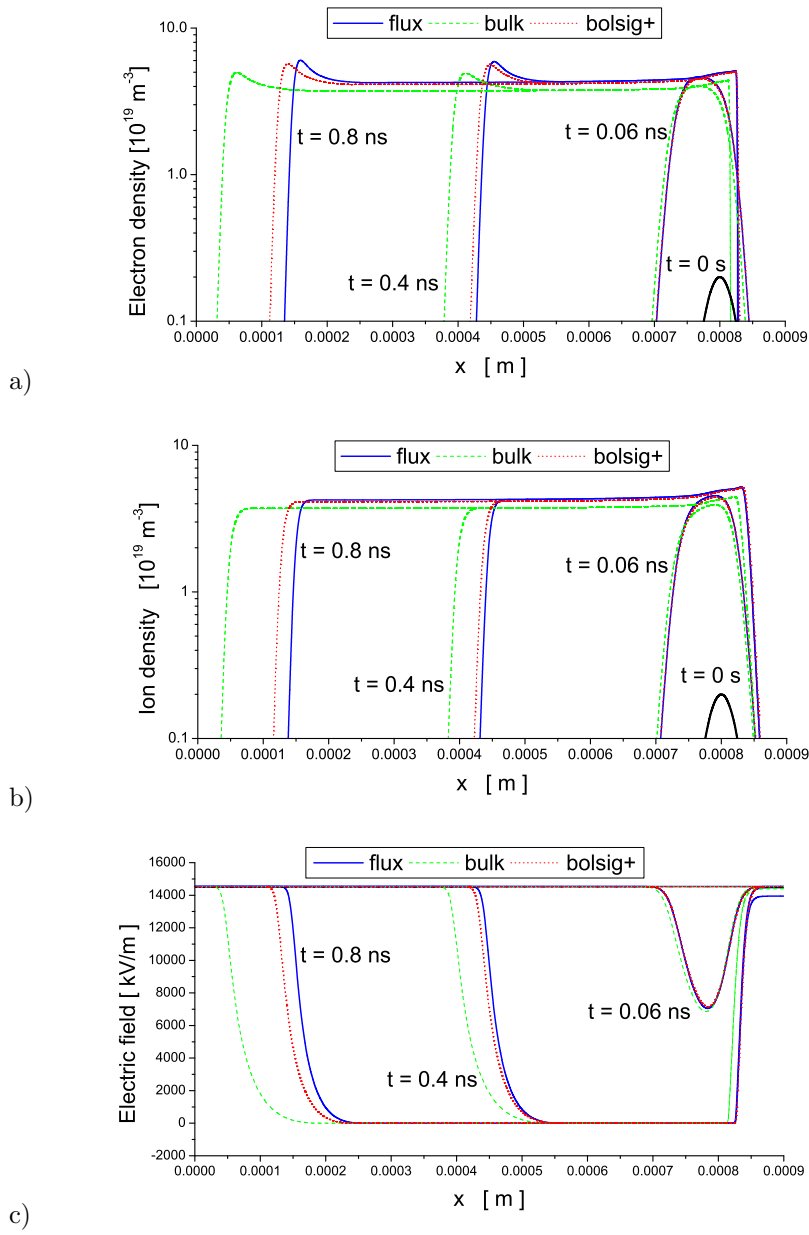 flux bulk bolsig+
10.0
1.0
0.1
Electron density [10^19 m^-3]
t = 0.8 ns
t = 0.06 ns
t = 0.4 ns
t = 0 s
0.0000 0.0001 0.0002 0.0003 0.0004 0.0005 0.0006 0.0007 0.0008 0.0009
x [ m ]
a)
flux bulk bolsig+
10
1
0.1
Ion density [10^19 m^-3]
t = 0.8 ns
t = 0.06 ns
t = 0.4 ns
t = 0 s
0.0000 0.0001 0.0002 0.0003 0.0004 0.0005 0.0006 0.0007 0.0008 0.0009
x [ m ]
b)
flux bulk bolsig+
16000
14000
12000
10000
8000
6000
4000
2000
0
-2000
Electric field [ kV/m ]
t = 0.8 ns
t = 0.06 ns
t = 0.4 ns
0.0000 0.0001 0.0002 0.0003 0.0004 0.0005 0.0006 0.0007 0.0008 0.0009
x [ m ]
c)